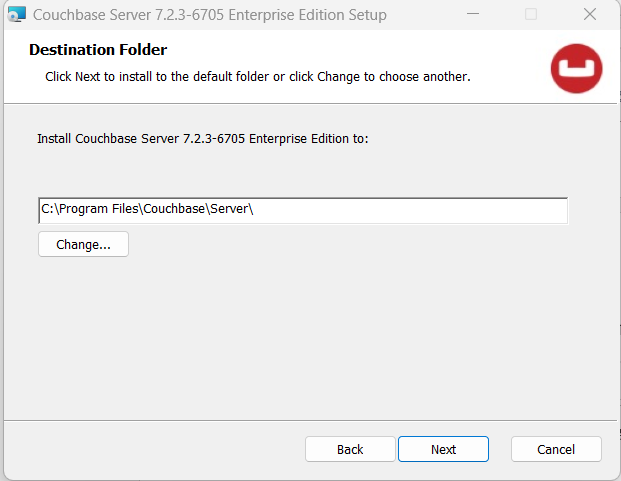 Couchbase Server 7.2.3-6705 Enterprise Edition Setup
Destination Folder
Click Next to install to the default folder or click Change to choose another.
Install Couchbase Server 7.2.3-6705 Enterprise Edition to:
C:\Program Files\Couchbase\Server\
Change...
Back
Next
Cancel